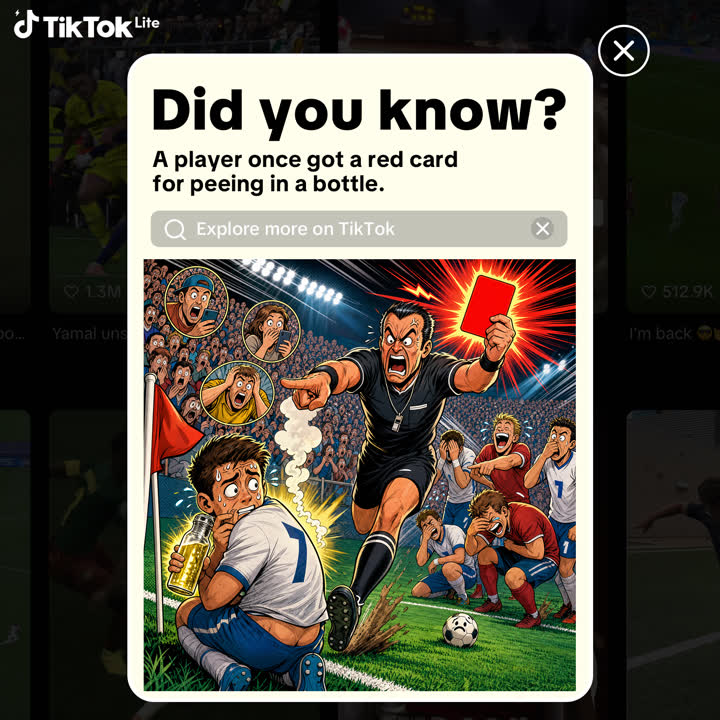 TikTok Lite
Did you know?
A player once got a red card
for peeing in a bottle.
Explore more on TikTok
1.3M
512.9K
Yamal uns
I'm back
7
7
1